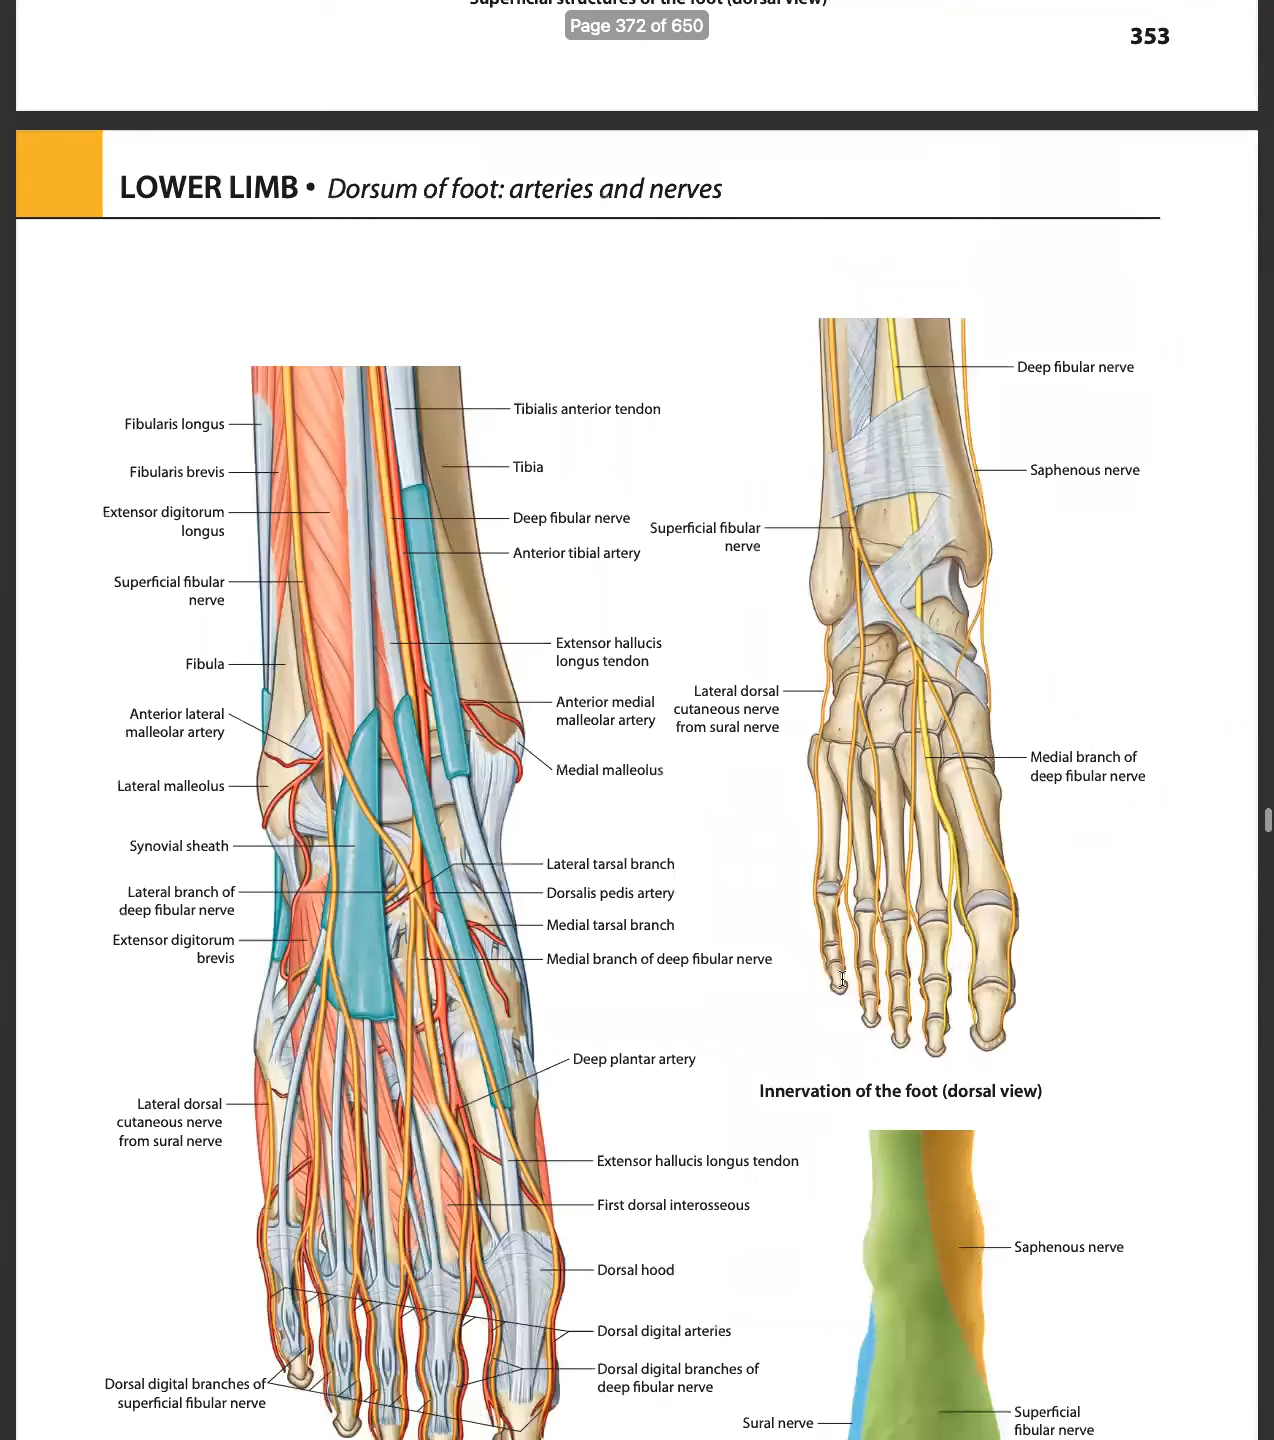 Superficial structures of the foot (dorsal view)
Page 372 of 650
353
LOWER LIMB • Dorsum of foot: arteries and nerves
Fibularis longus
Fibularis brevis
Extensor digitorum
longus
Superficial fibular
nerve
Fibula
Anterior lateral
malleolar artery
Lateral malleolus
Synovial sheath
Lateral branch of
deep fibular nerve
Extensor digitorum
brevis
Lateral dorsal
cutaneous nerve
from sural nerve
Dorsal digital branches of
superficial fibular nerve
Tibialis anterior tendon
Tibia
Deep fibular nerve
Anterior tibial artery
Extensor hallucis
longus tendon
Anterior medial
malleolar artery
Medial malleolus
Lateral tarsal branch
Dorsalis pedis artery
Medial tarsal branch
Medial branch of deep fibular nerve
Deep plantar artery
Extensor hallucis longus tendon
First dorsal interosseous
Dorsal hood
Dorsal digital arteries
Dorsal digital branches of
deep fibular nerve
Superficial fibular
nerve
Lateral dorsal
cutaneous nerve
from sural nerve
Deep fibular nerve
Saphenous nerve
Medial branch of
deep fibular nerve
Innervation of the foot (dorsal view)
Saphenous nerve
Sural nerve
Superficial
fibular nerve